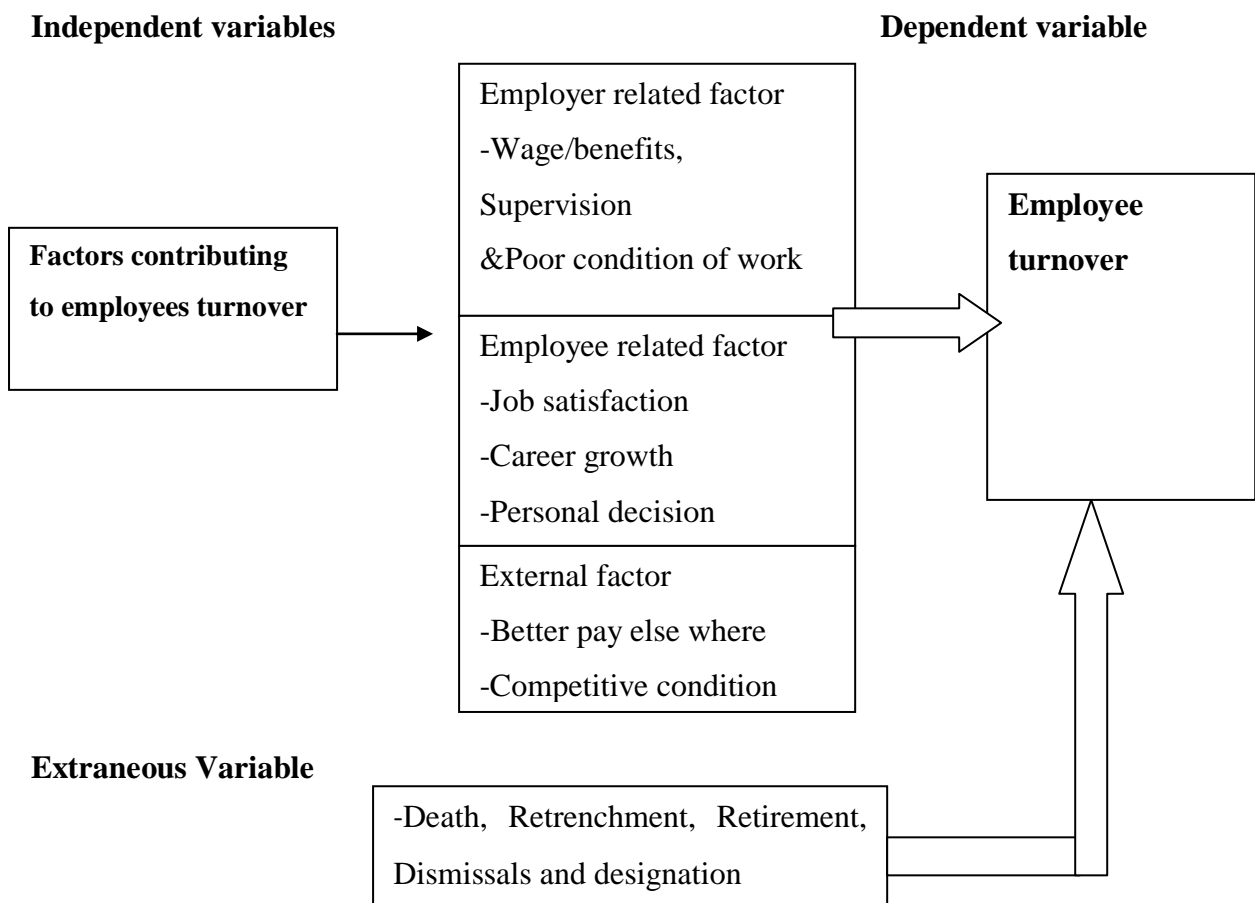 Independent variables
Dependent variable
Factors contributing
to employees turnover
Employer related factor
-Wage/benefits,
Supervision
&Poor condition of work
Employee related factor
-Job satisfaction
-Career growth
-Personal decision
External factor
-Better pay else where
-Competitive condition
Employee
turnover
Extraneous Variable
-Death, Retrenchment, Retirement,
Dismissals and designation